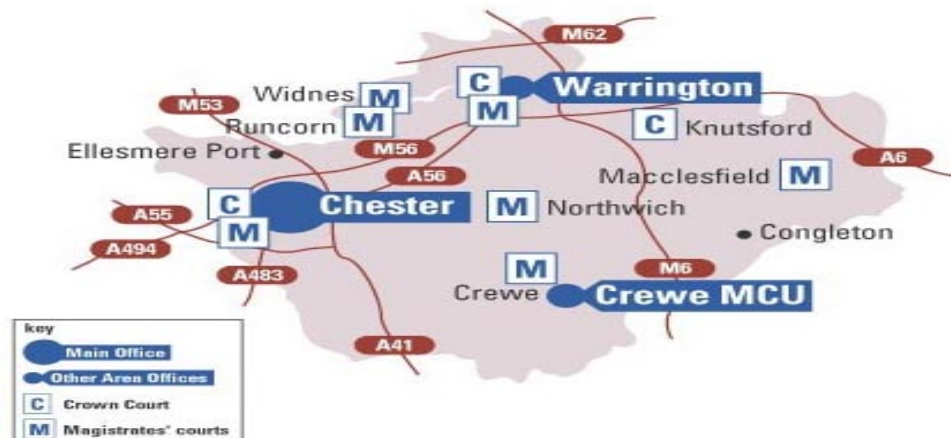 M62
C
Warrington
Widnes
M
M53
M
Runcorn
M
C
Knutsford
Ellesmere Port
M56
A6
A56
Macclesfield
M
C
Chester
M
Northwich
A55
M
Congleton
A494
A483
M
M6
Crewe
Crewe MCU
A41
key
Main Office
Other Area Offices
C Crown Court
M Magistrates' courts